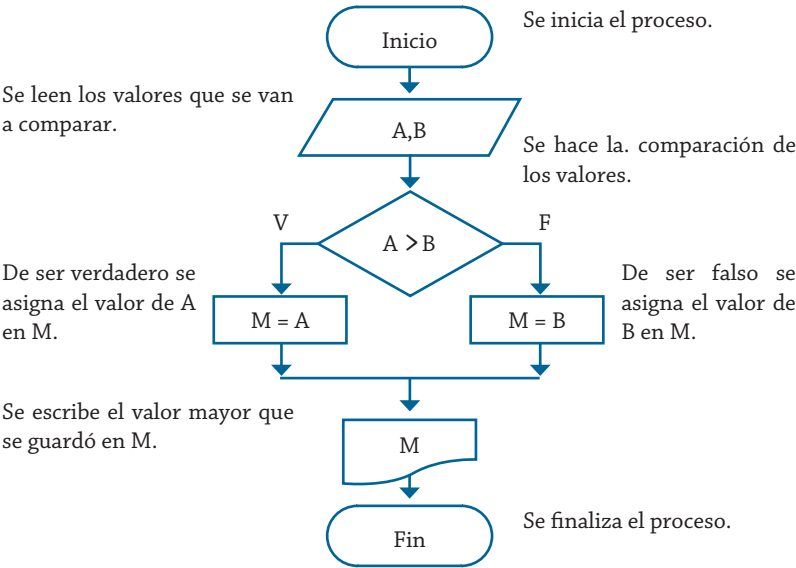 Inicio
Se inicia el proceso.
Se leen los valores que se van
a comparar.
A,B
Se hace la. comparación de
los valores.
V
A > B
F
De ser verdadero se
asigna el valor de A
en M.
M = A
M = B
De ser falso se
asigna el valor de
B en M.
Se escribe el valor mayor que
se guardó en M.
M
Fin
Se finaliza el proceso.